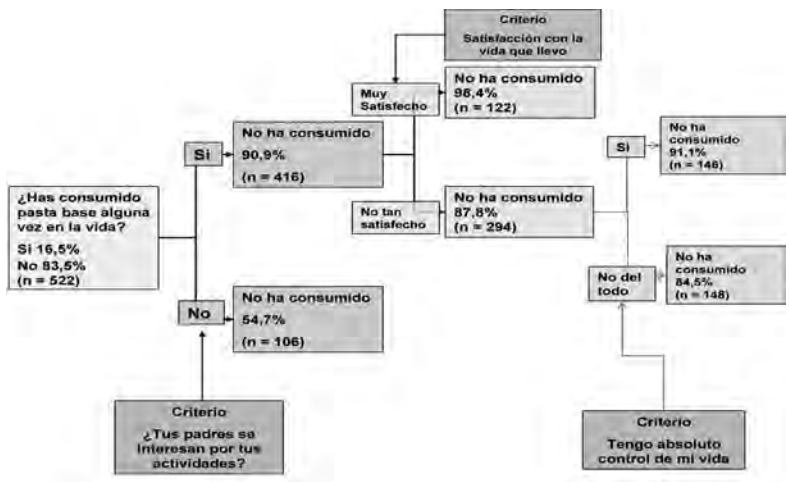 Criterio
Satisfacción con la
vida que llevo
Muy
Satisfecho
No ha consumido
98,4%
(n = 122)
Si
No ha consumido
90,9%
(n = 416)
Si
No ha
consumido
91,1%
(n = 146)
¿Has consumido
pasta base alguna
vez en la vida?
Si 16,5%
No 83,5%
(n = 522)
No tan
satisfecho
No ha consumido
87,8%
(n = 294)
No del
todo
No ha
consumido
84,5%
(n = 148)
No
No ha consumido
54,7%
(n = 106)
Criterio
¿Tus padres se
interesan por tus
actividades?
Criterio
Tengo absoluto
control de mi vida